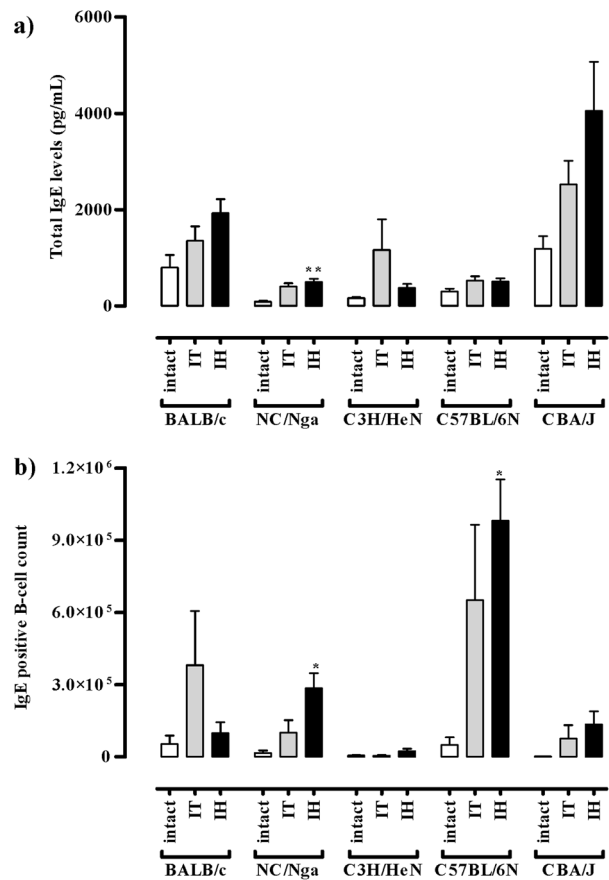 a)
Total IgE levels (pg/mL)
6000
4000
2000
0
**
intact IT IH intact IT IH intact IT IH intact IT IH intact IT IH
BALB/c NC/Nga C3H/HeN C57BL/6N CBA/J
b)
IgE positive B-cell count
1.2×10⁶
9.0×10⁵
6.0×10⁵
3.0×10⁵
0
*
*
intact IT IH intact IT IH intact IT IH intact IT IH intact IT IH
BALB/c NC/Nga C3H/HeN C57BL/6N CBA/J